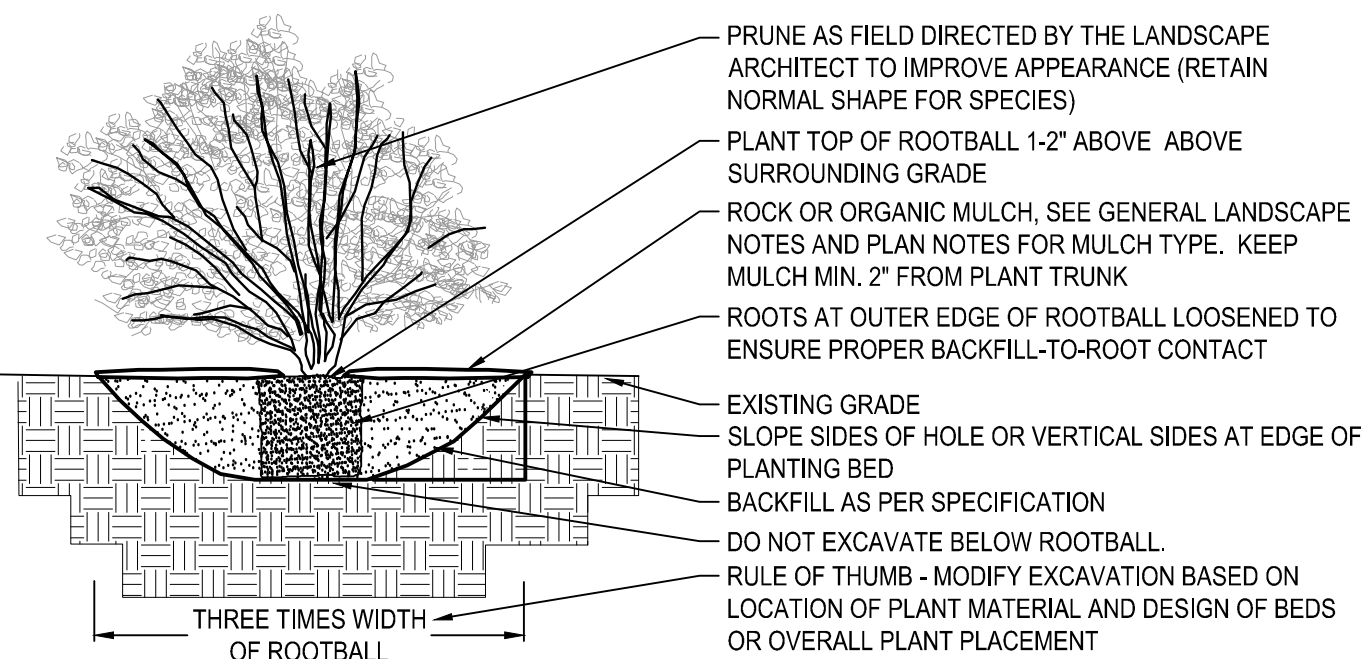 PRUNE AS FIELD DIRECTED BY THE LANDSCAPE
ARCHITECT TO IMPROVE APPEARANCE (RETAIN
NORMAL SHAPE FOR SPECIES)
PLANT TOP OF ROOTBALL 1-2" ABOVE ABOVE
SURROUNDING GRADE
ROCK OR ORGANIC MULCH, SEE GENERAL LANDSCAPE
NOTES AND PLAN NOTES FOR MULCH TYPE. KEEP
MULCH MIN. 2" FROM PLANT TRUNK
ROOTS AT OUTER EDGE OF ROOTBALL LOOSENED TO
ENSURE PROPER BACKFILL-TO-ROOT CONTACT
EXISTING GRADE
SLOPE SIDES OF HOLE OR VERTICAL SIDES AT EDGE OF
PLANTING BED
BACKFILL AS PER SPECIFICATION
DO NOT EXCAVATE BELOW ROOTBALL.
RULE OF THUMB - MODIFY EXCAVATION BASED ON
LOCATION OF PLANT MATERIAL AND DESIGN OF BEDS
OR OVERALL PLANT PLACEMENT
THREE TIMES WIDTH
OF ROOTBALL